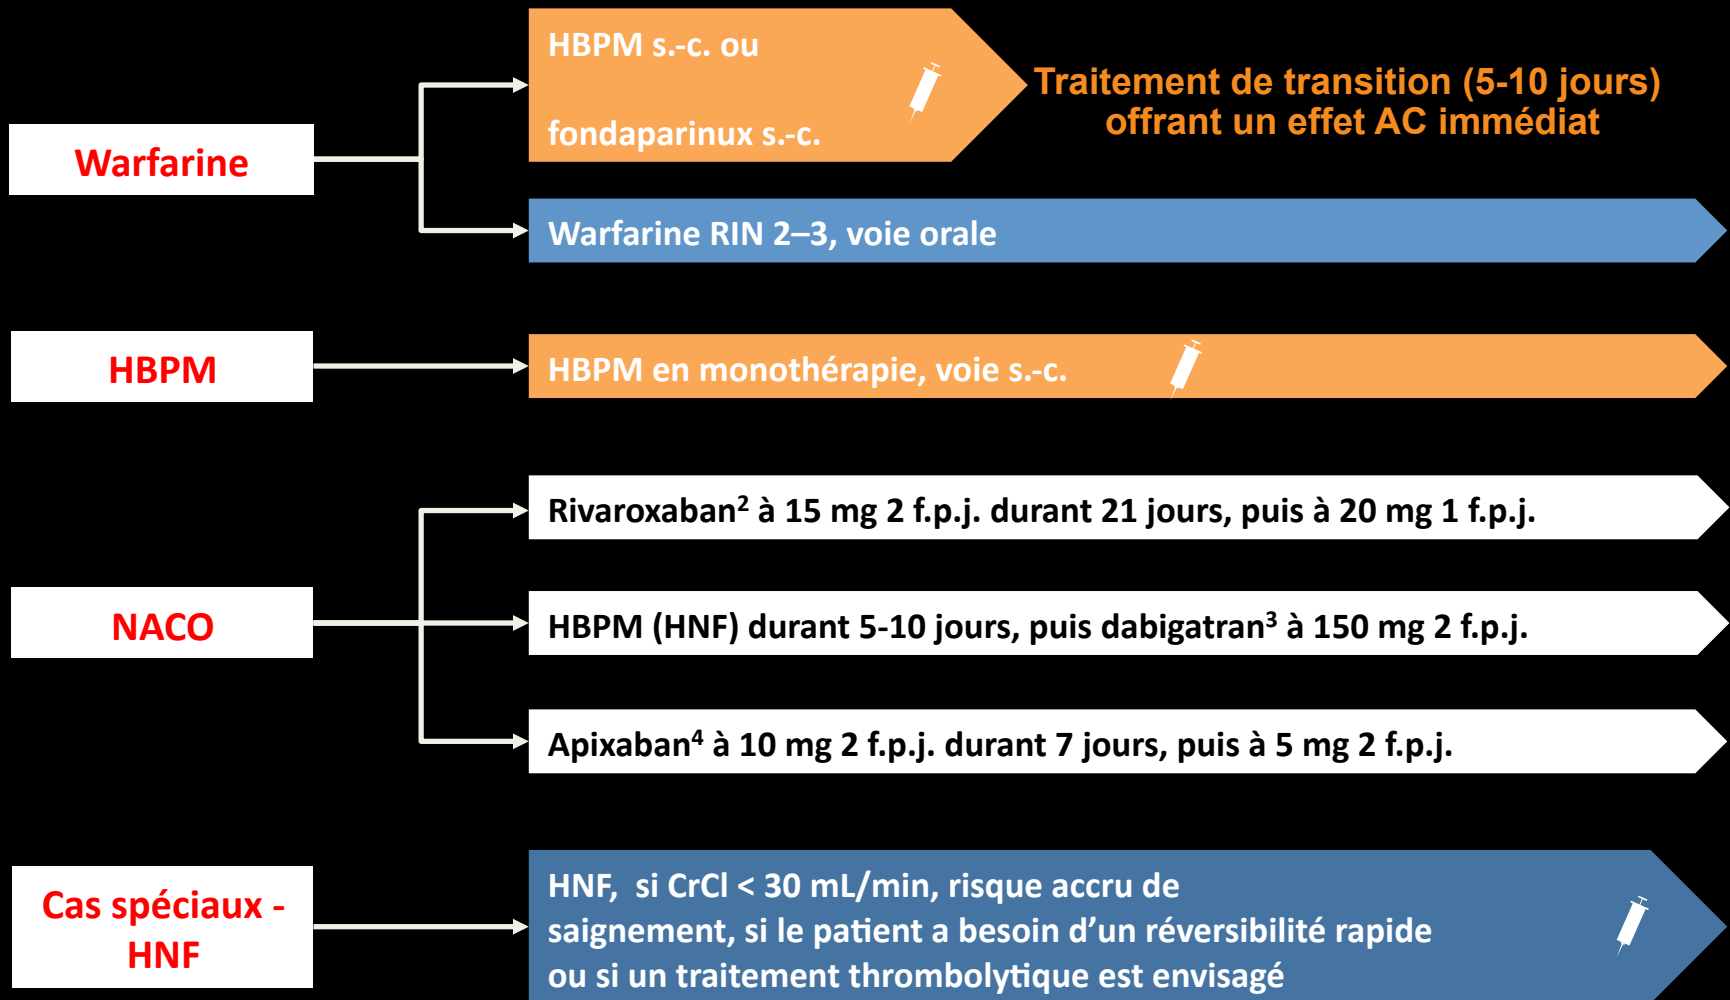 HBPM s.-c. ou
fondaparinux s.-c.
Traitement de transition (5-10 jours)
offrant un effet AC immédiat
Warfarine
Warfarine RIN 2–3, voie orale
HBPM
HBPM en monothérapie, voie s.-c.
Rivaroxaban² à 15 mg 2 f.p.j. durant 21 jours, puis à 20 mg 1 f.p.j.
NACO
HBPM (HNF) durant 5-10 jours, puis dabigatran³ à 150 mg 2 f.p.j.
Apixaban⁴ à 10 mg 2 f.p.j. durant 7 jours, puis à 5 mg 2 f.p.j.
Cas spéciaux -
HNF
HNF, si CrCl < 30 mL/min, risque accru de
saignement, si le patient a besoin d’un réversibilité rapide
ou si un traitement thrombolytique est envisagé